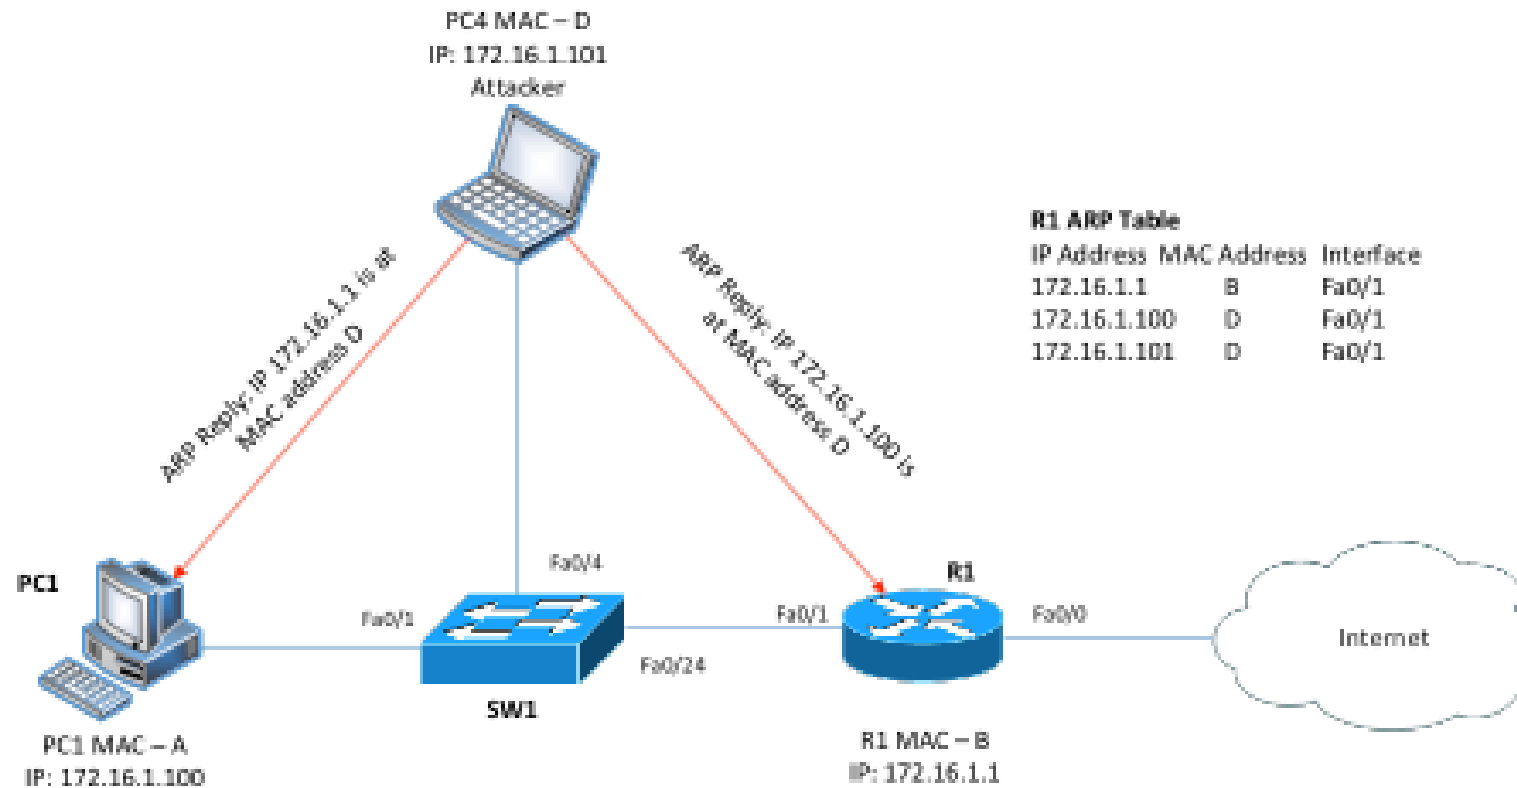 PC4 MAC – D
IP: 172.16.1.101
Attacker
ARP Reply: IP 172.16.1.1 is at
MAC address D
ARP Reply: IP 172.16.1.100 is
at MAC address D
R1 ARP Table
IP Address MAC Address Interface
172.16.1.1 B Fa0/1
172.16.1.100 D Fa0/1
172.16.1.101 D Fa0/1
PC1
Fa0/1
Fa0/4
Fa0/24
SW1
Fa0/1
R1
Fa0/0
Internet
PC1 MAC – A
IP: 172.16.1.100
R1 MAC – B
IP: 172.16.1.1